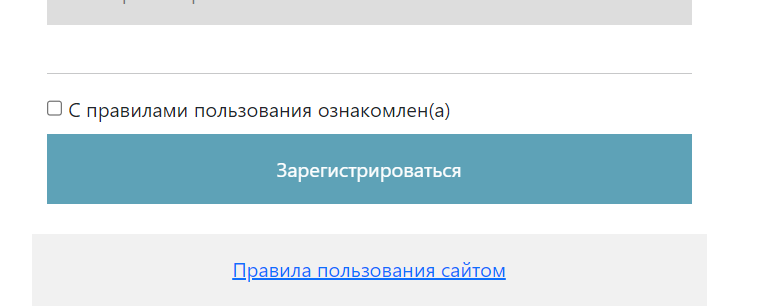 С правилами пользования ознакомлен(а)
Зарегистрироваться
Правила пользования сайтом